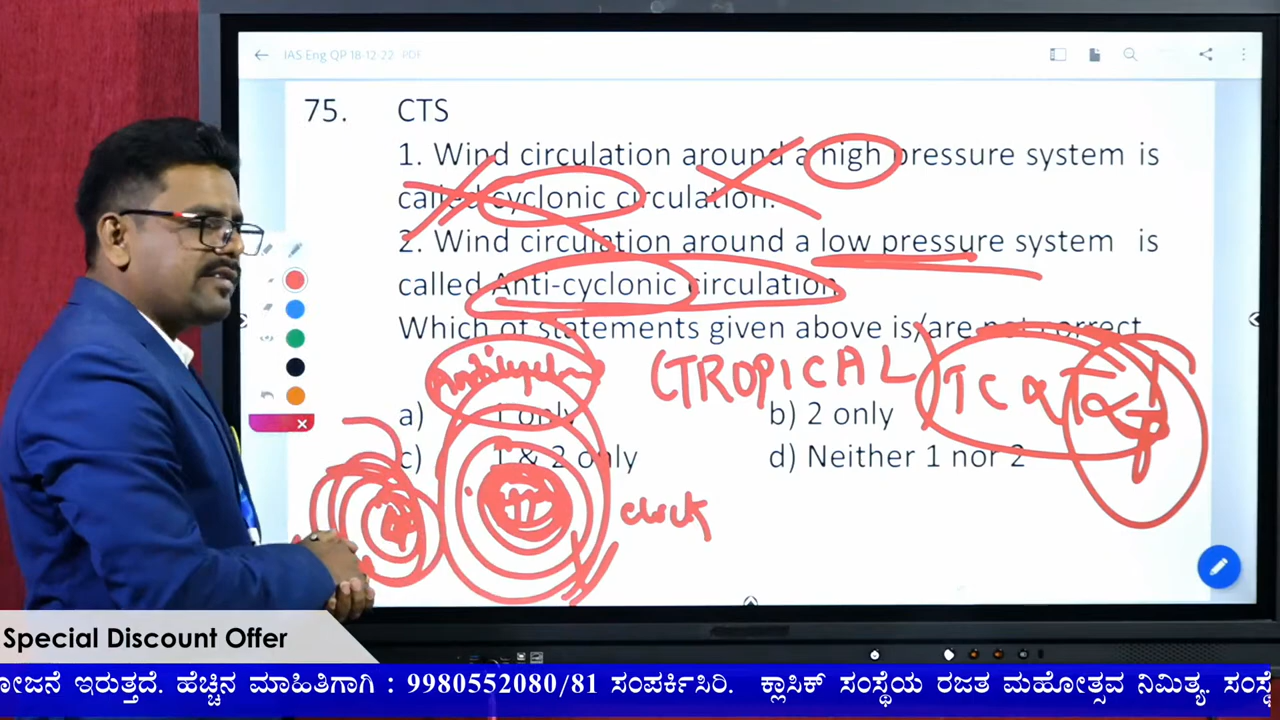 IAS Eng QP 18-12-22 PDF
75. CTS
1. Wind circulation around a high pressure system is
called cyclonic circulation.
2. Wind circulation around a low pressure system is
called Anti-cyclonic circulation
Which of statements given above is/are not correct
Anticyclone (TROPICAL) TC
a) 1 only b) 2 only
c) 1 & 2 only d) Neither 1 nor 2
clock
Special Discount Offer
ೋಜನೆ ಇರುತ್ತದೆ. ಹೆಚ್ಚಿನ ಮಾಹಿತಿಗಾಗಿ : 9980552080/81 ಸಂಪರ್ಕಿಸಿರಿ. ಕ್ಲಾಸಿಕ್ ಸಂಸ್ಥೆಯ ರಜತ ಮಹೋತ್ಸವ ನಿಮಿತ್ಯ. ಸಂಸ್ಥೆ